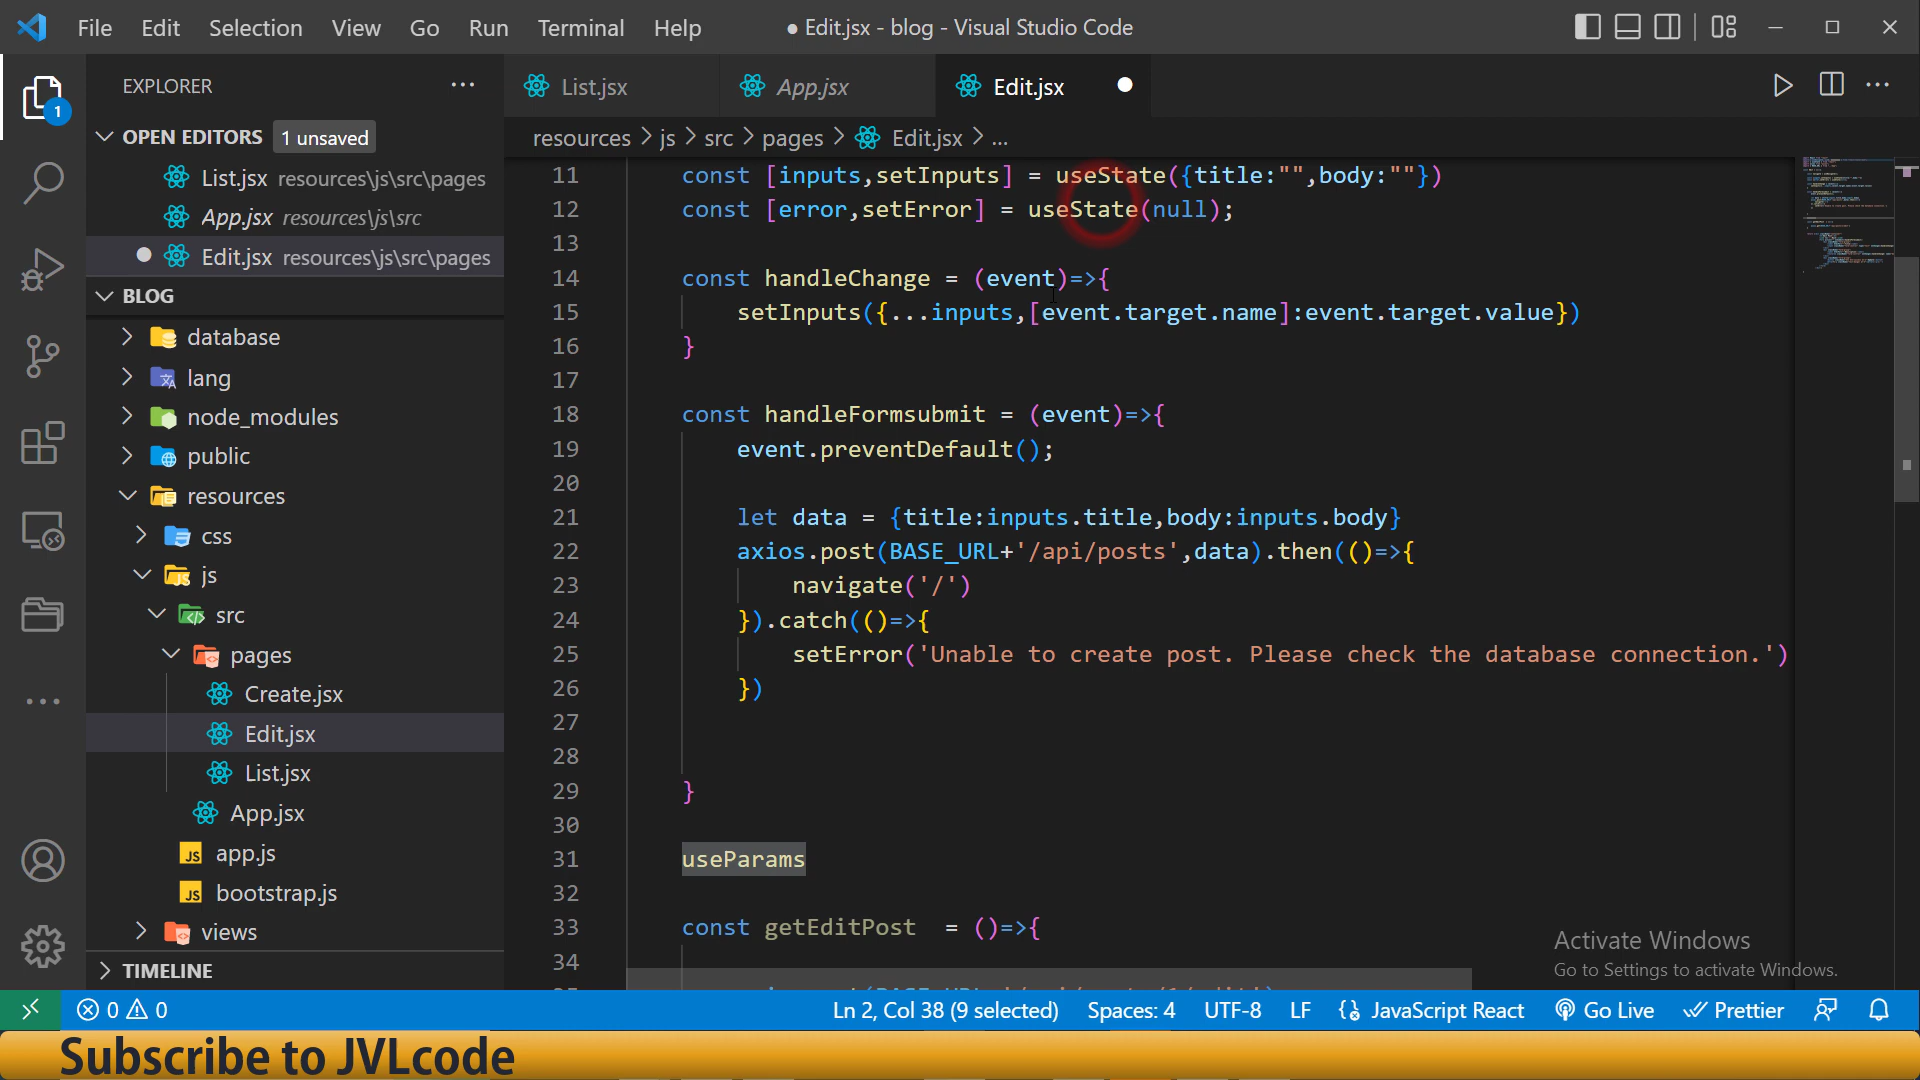 File Edit Selection View Go Run Terminal Help
● Edit.jsx - blog - Visual Studio Code
EXPLORER
1
OPEN EDITORS 1 unsaved
List.jsx resources\js\src\pages
App.jsx resources\js\src
Edit.jsx resources\js\src\pages
BLOG
database
lang
node_modules
public
resources
css
js
src
pages
Create.jsx
Edit.jsx
List.jsx
App.jsx
app.js
bootstrap.js
views
TIMELINE
List.jsx App.jsx Edit.jsx
resources > js > src > pages > Edit.jsx > ...
11 const [inputs,setInputs] = useState({title:"",body:""})
12 const [error,setError] = useState(null);
13
14 const handleChange = (event)=>{
15 setInputs({...inputs,[event.target.name]:event.target.value})
16 }
17
18 const handleFormsubmit = (event)=>{
19 event.preventDefault();
20
21 let data = {title:inputs.title,body:inputs.body}
22 axios.post(BASE_URL+'/api/posts',data).then(()=>{
23 navigate('/')
24 }).catch(()=>{
25 setError('Unable to create post. Please check the database connection.')
26 })
27
28
29 }
30
31 useParams
32
33 const getEditPost = ()=>{
34
Activate Windows
Go to Settings to activate Windows.
0 0 Ln 2, Col 38 (9 selected) Spaces: 4 UTF-8 LF JavaScript React Go Live Prettier
Subscribe to JVLcode